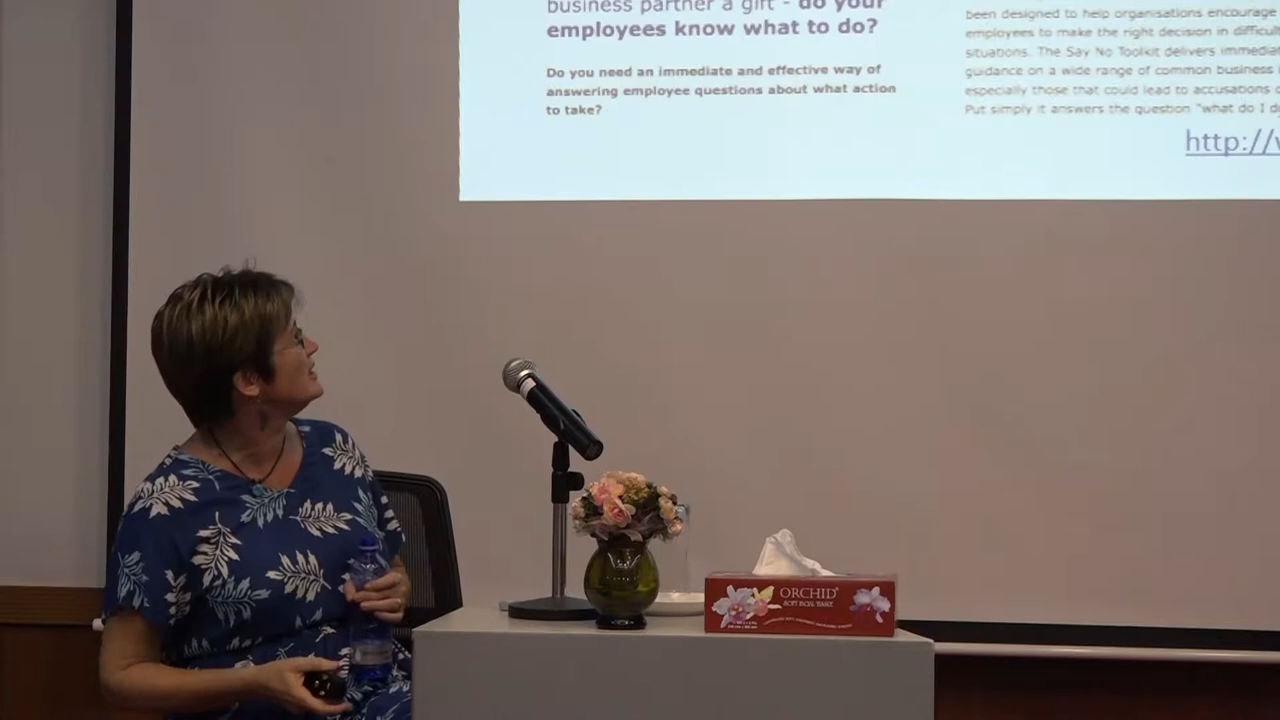 business partner a gift - do your
employees know what to do?
Do you need an immediate and effective way of
answering employee questions about what action
to take?
been designed to help organisations encourage
employees to make the right decision in difficult
situations. The Say No Toolkit delivers immediat
guidance on a wide range of common business i
especially those that could lead to accusations o
Put simply it answers the question "what do I d
http://w
ORCHID